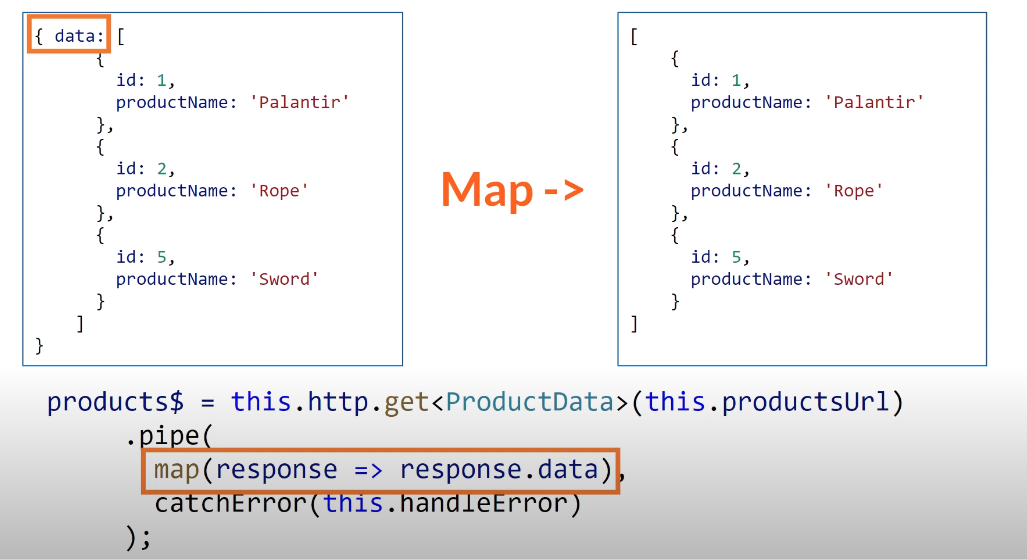 { data: [
{
id: 1,
productName: 'Palantir'
},
{
id: 2,
productName: 'Rope'
},
{
id: 5,
productName: 'Sword'
}
]
}
Map ->
[
{
id: 1,
productName: 'Palantir'
},
{
id: 2,
productName: 'Rope'
},
{
id: 5,
productName: 'Sword'
}
]
products$ = this.http.get<ProductData>(this.productsUrl)
.pipe(
map(response => response.data),
catchError(this.handleError)
);